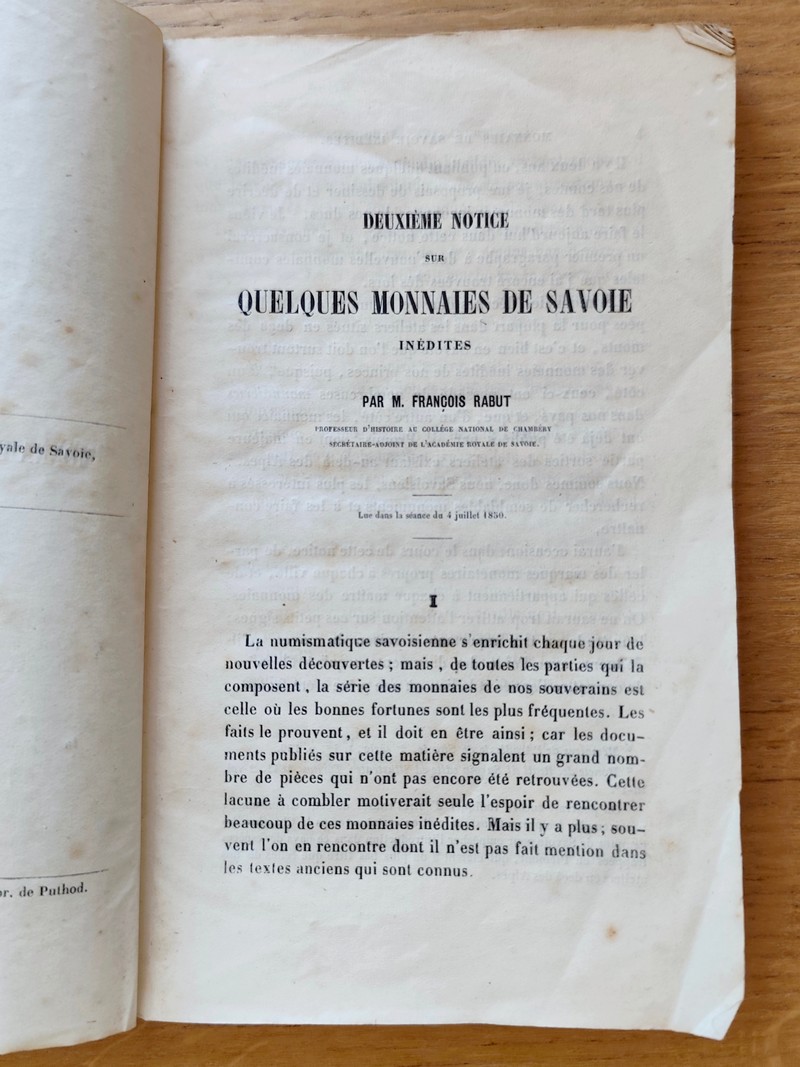 yale de Savoie,
or. de Puthod.
DEUXIÈME NOTICE
SUR
QUELQUES MONNAIES DE SAVOIE
INÉDITES
PAR M. FRANÇOIS RABUT
PROFESSEUR D'HISTOIRE AU COLLÉGE NATIONAL DE CHAMBÉRY
SECRÉTAIRE-ADJOINT DE L'ACADÉMIE ROYALE DE SAVOIE.
Lue dans la séance du 4 juillet 1850.
I
La numismatique savoisienne s'enrichit chaque jour de
nouvelles découvertes ; mais , de toutes les parties qui la
composent , la série des monnaies de nos souverains est
celle où les bonnes fortunes sont les plus fréquentes. Les
faits le prouvent, et il doit en être ainsi ; car les docu-
ments publiés sur cette matière signalent un grand nom-
bre de pièces qui n'ont pas encore été retrouvées. Cette
lacune à combler motiverait seule l'espoir de rencontrer
beaucoup de ces monnaies inédites. Mais il y a plus ; sou-
vent l'on en rencontre dont il n'est pas fait mention dans
les textes anciens qui sont connus.